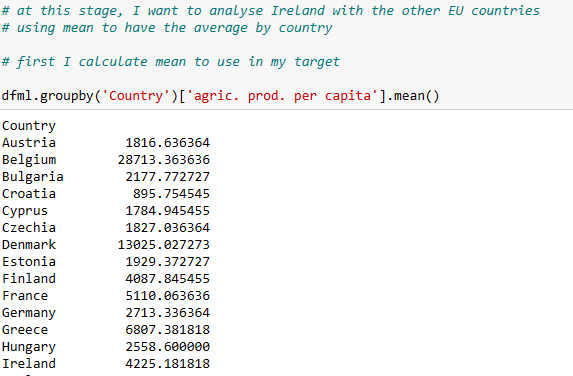 # at this stage, I want to analyse Ireland with the other EU countries
# using mean to have the average by country
# first I calculate mean to use in my target
dfml.groupby('Country')['agric. prod. per capita'].mean()
Country
Austria 1816.636364
Belgium 28713.363636
Bulgaria 2177.772727
Croatia 895.754545
Cyprus 1784.945455
Czechia 1827.036364
Denmark 13025.027273
Estonia 1929.372727
Finland 4087.845455
France 5110.063636
Germany 2713.336364
Greece 6807.381818
Hungary 2558.600000
Ireland 4225.181818